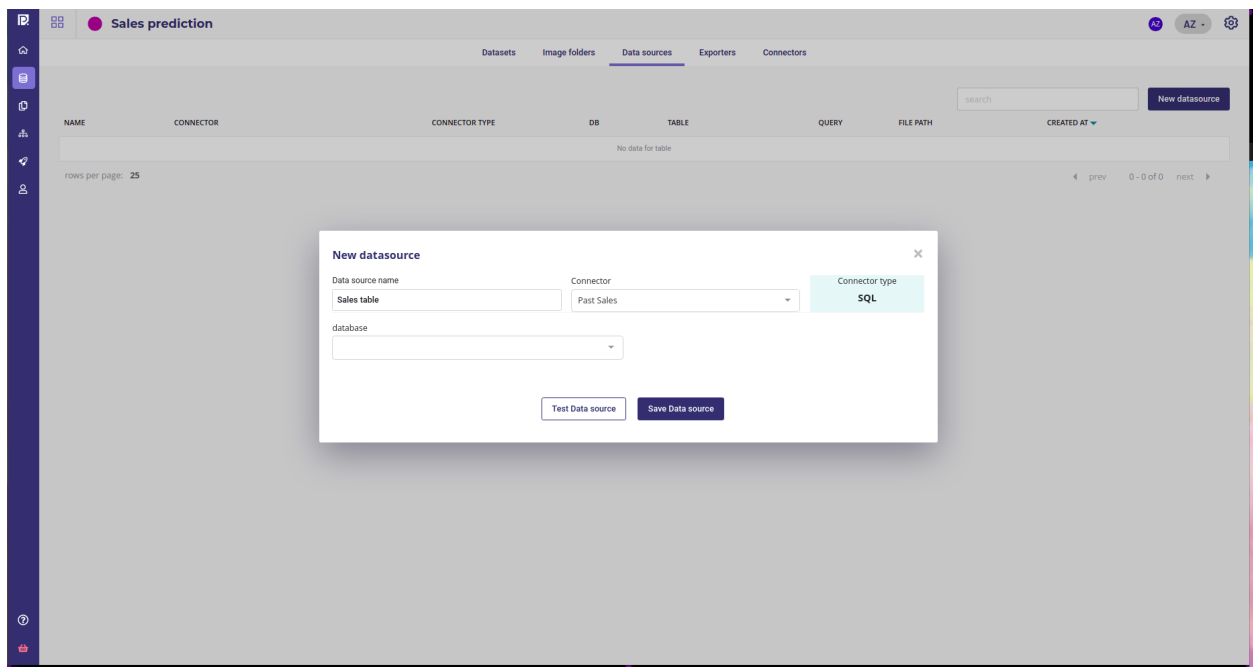 Sales prediction
AZ
AZ
Datasets Image folders Data sources Exporters Connectors
search
New datasource
NAME CONNECTOR CONNECTOR TYPE DB TABLE QUERY FILE PATH CREATED AT
No data for table
rows per page: 25
prev 0 - 0 of 0 next
New datasource
Data source name Connector Connector type
Sales table Past Sales SQL
database
Test Data source Save Data source